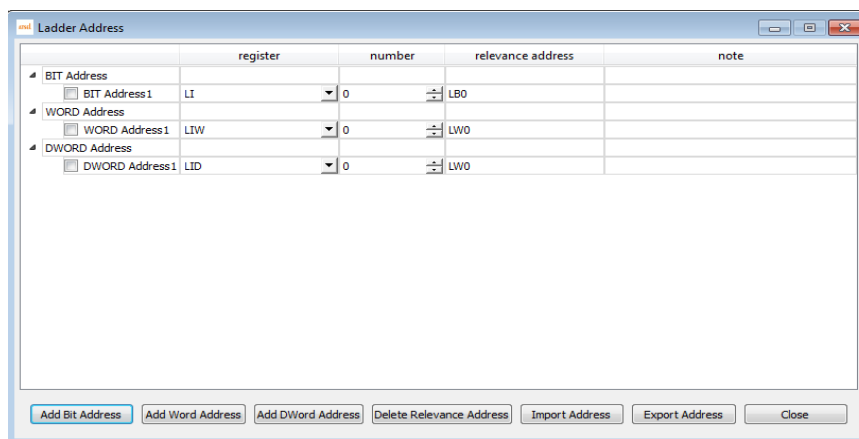 Ladder Address
register number relevance address note
BIT Address
BIT Address1 LI 0 LB0
WORD Address
WORD Address1 LIW 0 LW0
DWORD Address
DWORD Address1 LID 0 LW0
Add Bit Address Add Word Address Add DWord Address Delete Relevance Address Import Address Export Address Close